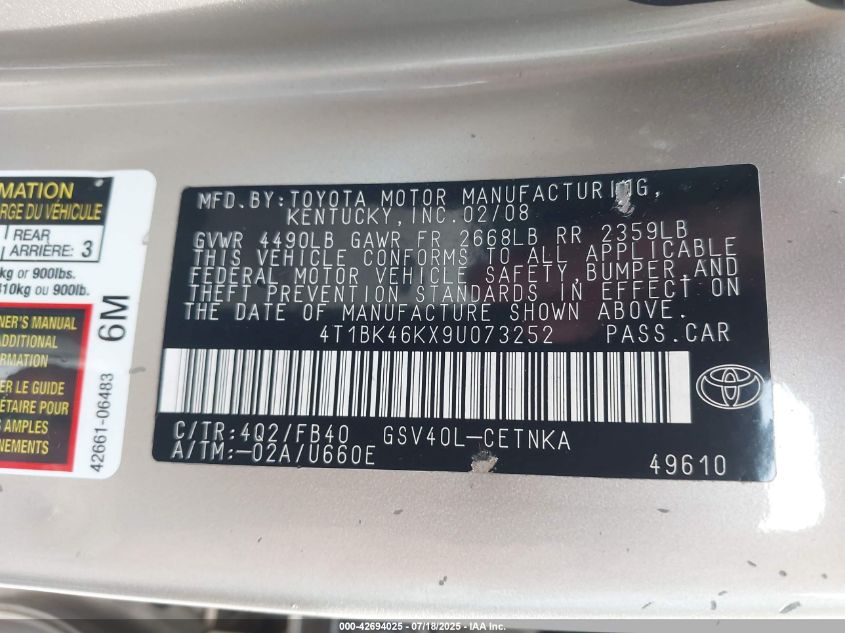 MATION
RGE DU VÉHICULE
REAR
ARRIÈRE: 3
kg or 900lbs.
810kg ou 900lb.
NER'S MANUAL
ADDITIONAL
RMATION
ER LE GUIDE
ÉTAIRE POUR
S AMPLES
NEMENTS
6M
42661-06483
MFD.BY:TOYOTA MOTOR MANUFACTURING,
KENTUCKY,INC.02/08
GVWR 4490LB GAWR FR 2668LB RR 2359LB
THIS VEHICLE CONFORMS TO ALL APPLICABLE
FEDERAL MOTOR VEHICLE SAFETY,BUMPER,AND
THEFT PREVENTION STANDARDS IN EFFECT ON
THE DATE OF MANUFACTURE SHOWN ABOVE.
4T1BK46KX9U073252 PASS.CAR
C/TR:4Q2/FB40 GSV40L-CETNKA
A/TM:-02A/U660E
49610
000-42694025 - 07/18/2025 - IAA Inc.